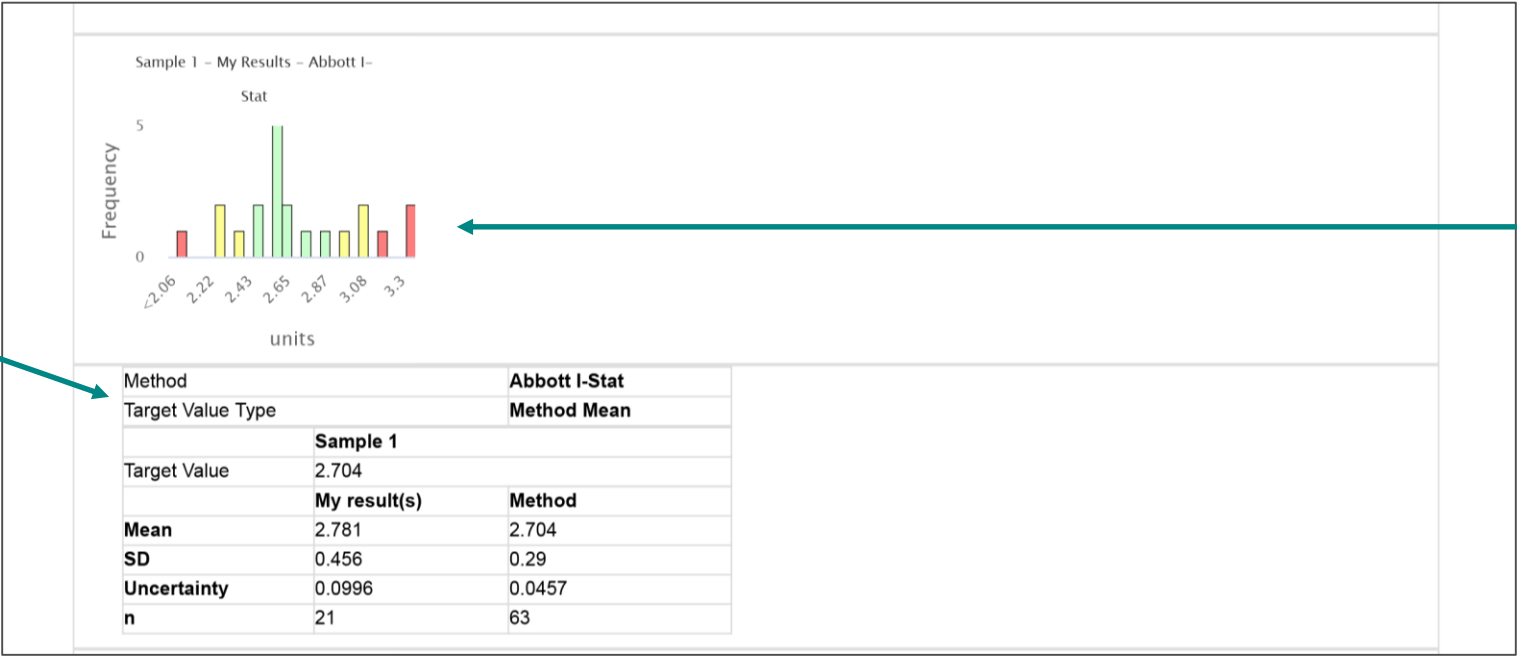 Sample 1 – My Results – Abbott I–
Stat
5
Frequency
0
<2.06 2.22 2.43 2.65 2.87 3.08 3.3
units
Method Abbott I-Stat
Target Value Type Method Mean
Sample 1
Target Value 2.704
My result(s) Method
Mean 2.781 2.704
SD 0.456 0.29
Uncertainty 0.0996 0.0457
n 21 63